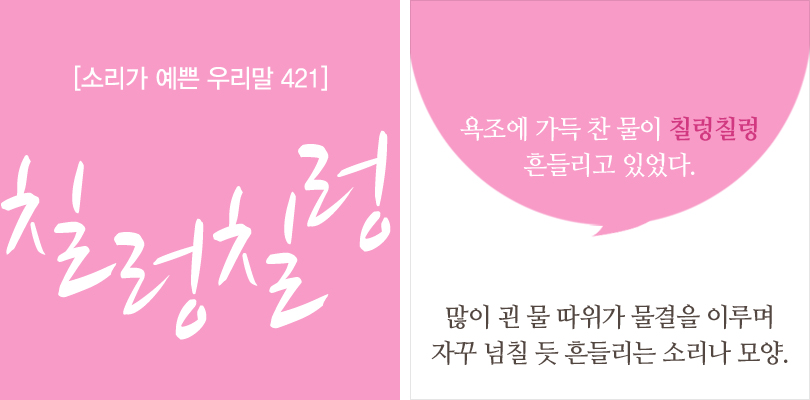 [소리가 예쁜 우리말 421]
칠렁칠렁
욕조에 가득 찬 물이 칠렁칠렁
흔들리고 있었다.
많이 괸 물 따위가 물결을 이루며
자꾸 넘칠 듯 흔들리는 소리나 모양.